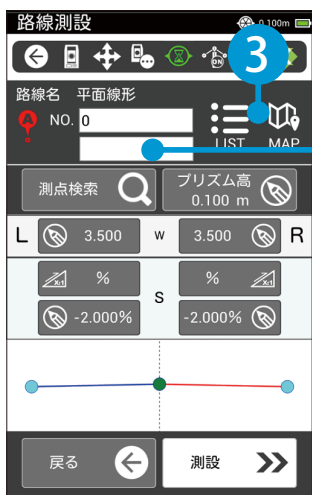 路線測設 0.100m
3
路線名 平面線形
NO. 0
LIST MAP
測点検索 プリズム高
0.100 m
L 3.500 W 3.500 R
X:1 % S % X:1
-2.000% -2.000%
戻る 測設